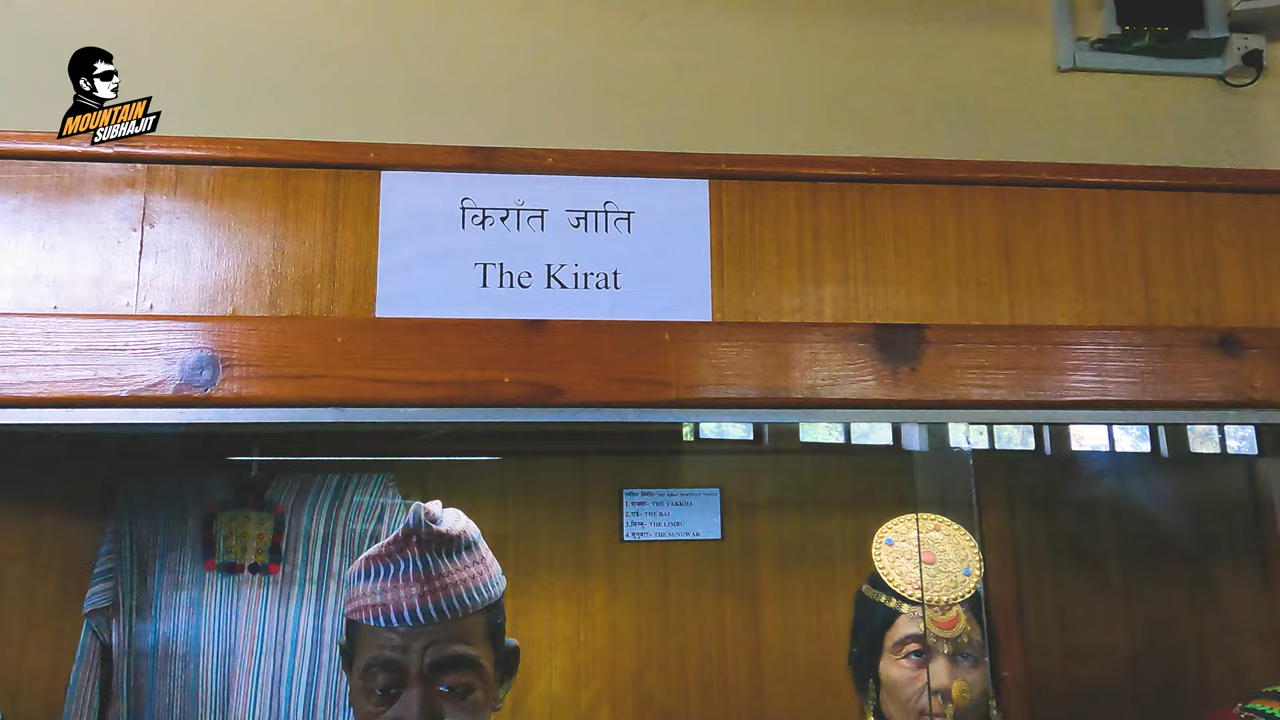 MOUNTAIN
SUBHAJIT
किराँत जाति
The Kirat
1.याक्खा- THE YAKKHA
2.राई- THE RAI
3.लिम्बु- THE LIMBU
4.सुनुवार- THE SUNUWAR